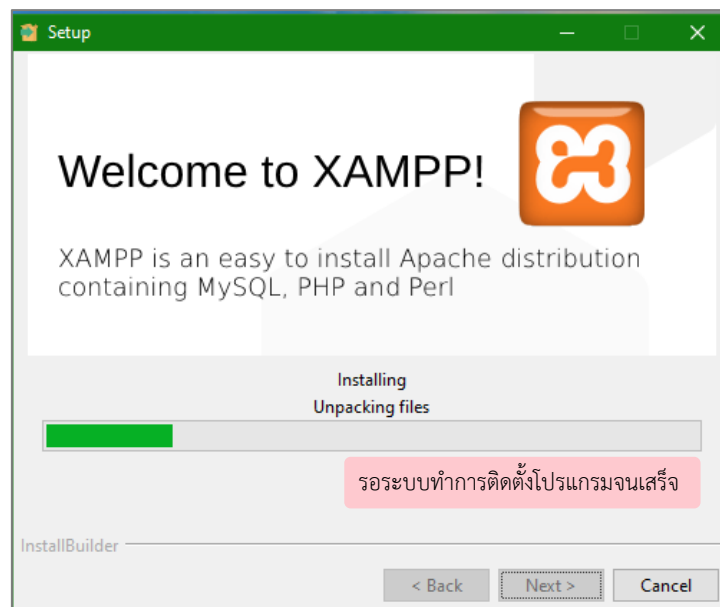 Setup
Welcome to XAMPP!
XAMPP is an easy to install Apache distribution
containing MySQL, PHP and Perl
Installing
Unpacking files
รอระบบทำการติดตั้งโปรแกรมจนเสร็จ
InstallBuilder
< Back
Next >
Cancel